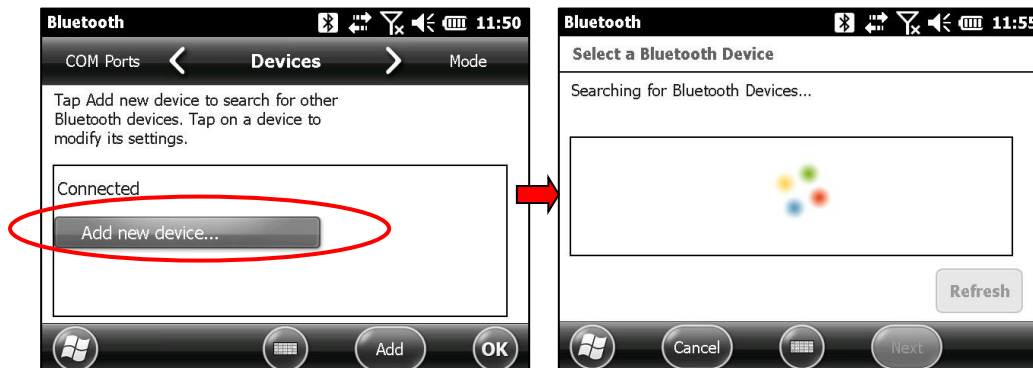 Bluetooth 11:50
COM Ports Devices Mode
Tap Add new device to search for other
Bluetooth devices. Tap on a device to
modify its settings.
Connected
Add new device...
Add OK
Bluetooth 11:55
Select a Bluetooth Device
Searching for Bluetooth Devices...
Refresh
Cancel Next